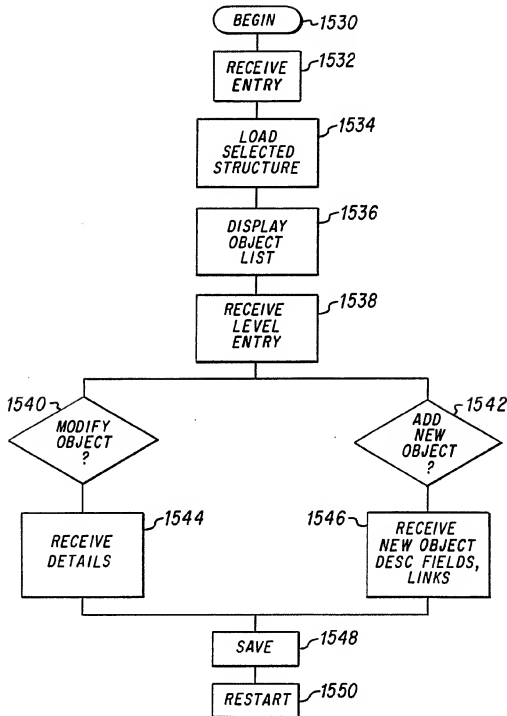 BEGIN
1530
1532
RECEIVE
ENTRY
1534
LOAD
SELECTED
STRUCTURE
1536
DISPLAY
OBJECT
LIST
1538
RECEIVE
LEVEL
ENTRY
1540
MODIFY
OBJECT
?
1542
ADD
NEW
OBJECT
?
1544
RECEIVE
DETAILS
1546
RECEIVE
NEW OBJECT
DESC FIELDS,
LINKS
SAVE
1548
RESTART
1550